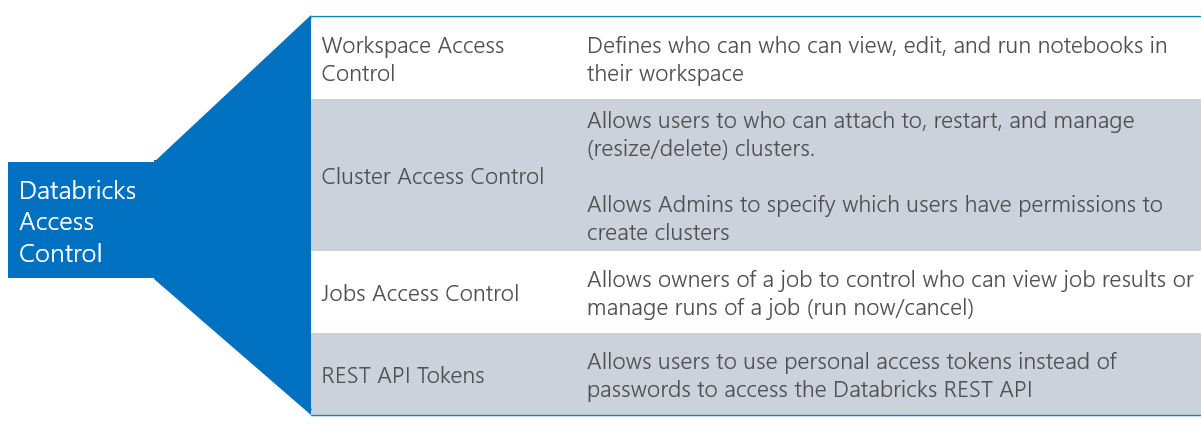 Databricks
Access
Control
Workspace Access
Control
Defines who can who can view, edit, and run notebooks in
their workspace
Cluster Access Control
Allows users to who can attach to, restart, and manage
(resize/delete) clusters.
Allows Admins to specify which users have permissions to
create clusters
Jobs Access Control
Allows owners of a job to control who can view job results or
manage runs of a job (run now/cancel)
REST API Tokens
Allows users to use personal access tokens instead of
passwords to access the Databricks REST API